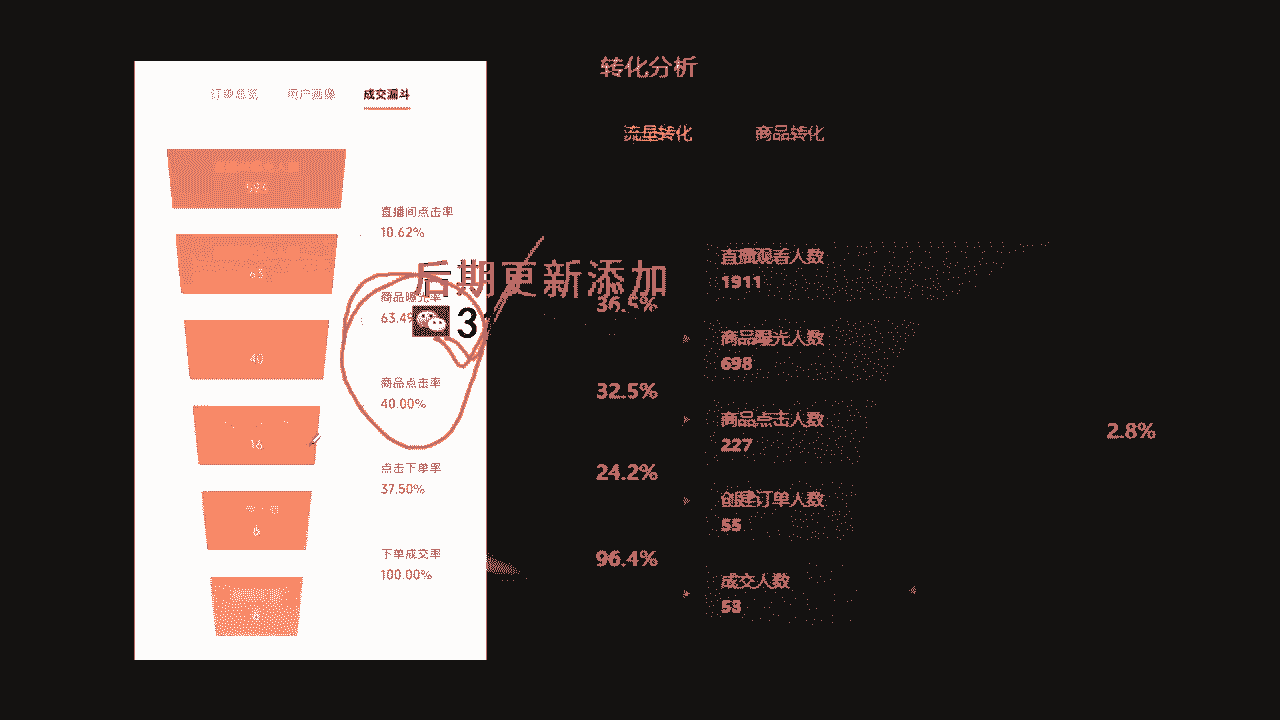 订单总览 用户画像 成交漏斗
63
40
16
6
6
直播间点击率
10.62%
商品曝光率
63.49
商品点击率
40.00%
点击下单率
37.50%
下单成交率
100.00%
后期更新添加
3
转化分析
流量转化 商品转化
36.5%
32.5%
24.2%
96.4%
直播观看人数
1911
商品曝光人数
698
商品点击人数
227
创建订单人数
55
成交人数
53
2.8%